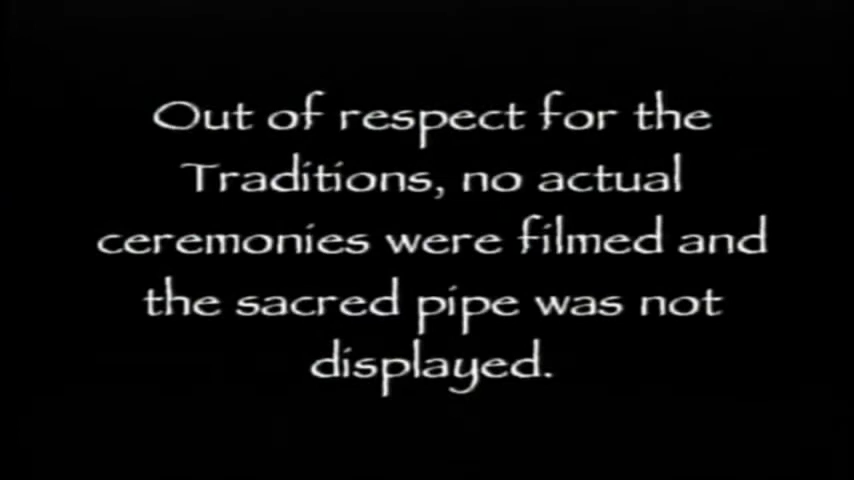 Out of respect for the
Traditions, no actual
ceremonies were filmed and
the sacred pipe was not
displayed.